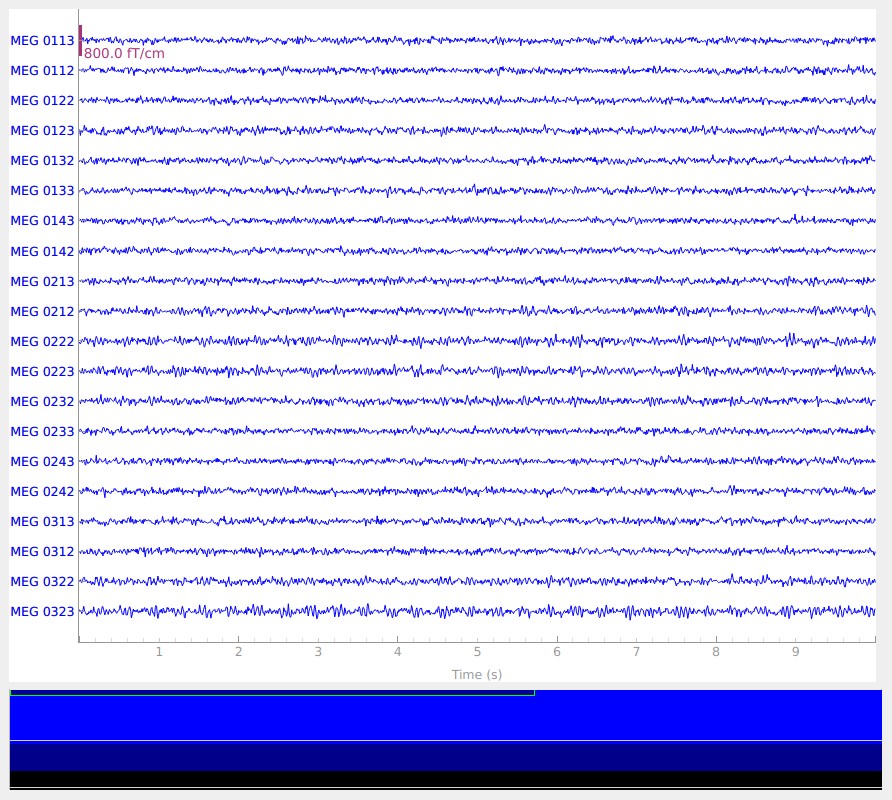 MEG 0113
800.0 fT/cm
MEG 0112
MEG 0122
MEG 0123
MEG 0132
MEG 0133
MEG 0143
MEG 0142
MEG 0213
MEG 0212
MEG 0222
MEG 0223
MEG 0232
MEG 0233
MEG 0243
MEG 0242
MEG 0313
MEG 0312
MEG 0322
MEG 0323
1 2 3 4 5 6 7 8 9
Time (s)